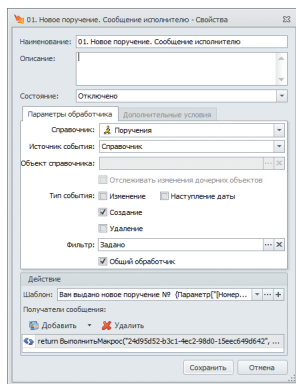 01. Новое поручение. Сообщение исполнителю - Свойства
Наименование: 01. Новое поручение. Сообщение исполнителю
Описание:
Состояние: Отключено
Параметры обработчика Дополнительные условия
Справочник: Поручения
Источник события: Справочник
Объект справочника:
Отслеживать изменения дочерних объектов
Тип события: Изменение Наступление даты
Создание
Удаление
Фильтр: Задано
Общий обработчик
Действие
Шаблон: Вам выдано новое поручение № {Параметр["[Номер...
Получатели сообщения:
Добавить Удалить
return ВыполнитьМакрос("24d95d52-b3c1-4ec2-98d0-15eec649d642", ...
Сохранить Отмена